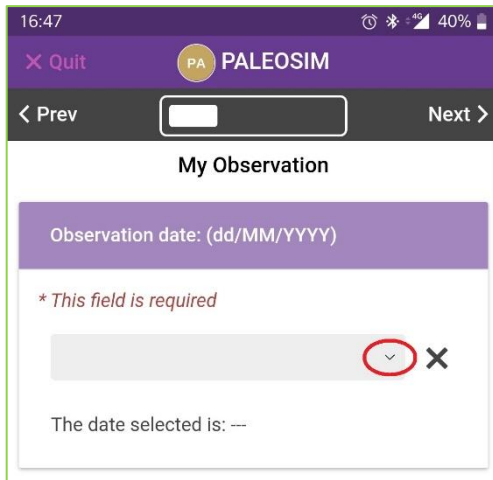 16:47 4G 40%
× Quit PA PALEOSIM
< Prev Next >
My Observation
Observation date: (dd/MM/YYYY)
* This field is required
The date selected is: ---